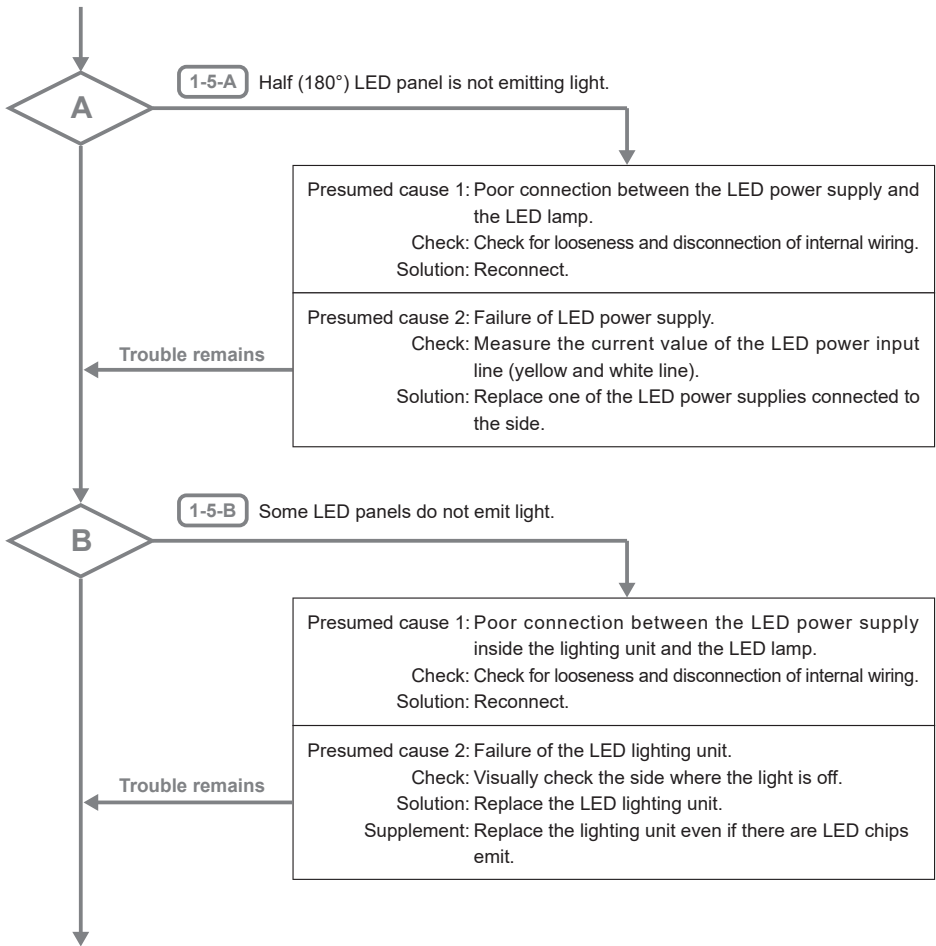 A
1-5-A Half (180°) LED panel is not emitting light.
Presumed cause 1: Poor connection between the LED power supply and
the LED lamp.
Check: Check for looseness and disconnection of internal wiring.
Solution: Reconnect.
Presumed cause 2: Failure of LED power supply.
Check: Measure the current value of the LED power input
line (yellow and white line).
Solution: Replace one of the LED power supplies connected to
the side.
Trouble remains
B
1-5-B Some LED panels do not emit light.
Presumed cause 1: Poor connection between the LED power supply
inside the lighting unit and the LED lamp.
Check: Check for looseness and disconnection of internal wiring.
Solution: Reconnect.
Presumed cause 2: Failure of the LED lighting unit.
Check: Visually check the side where the light is off.
Solution: Replace the LED lighting unit.
Supplement: Replace the lighting unit even if there are LED chips
emit.
Trouble remains